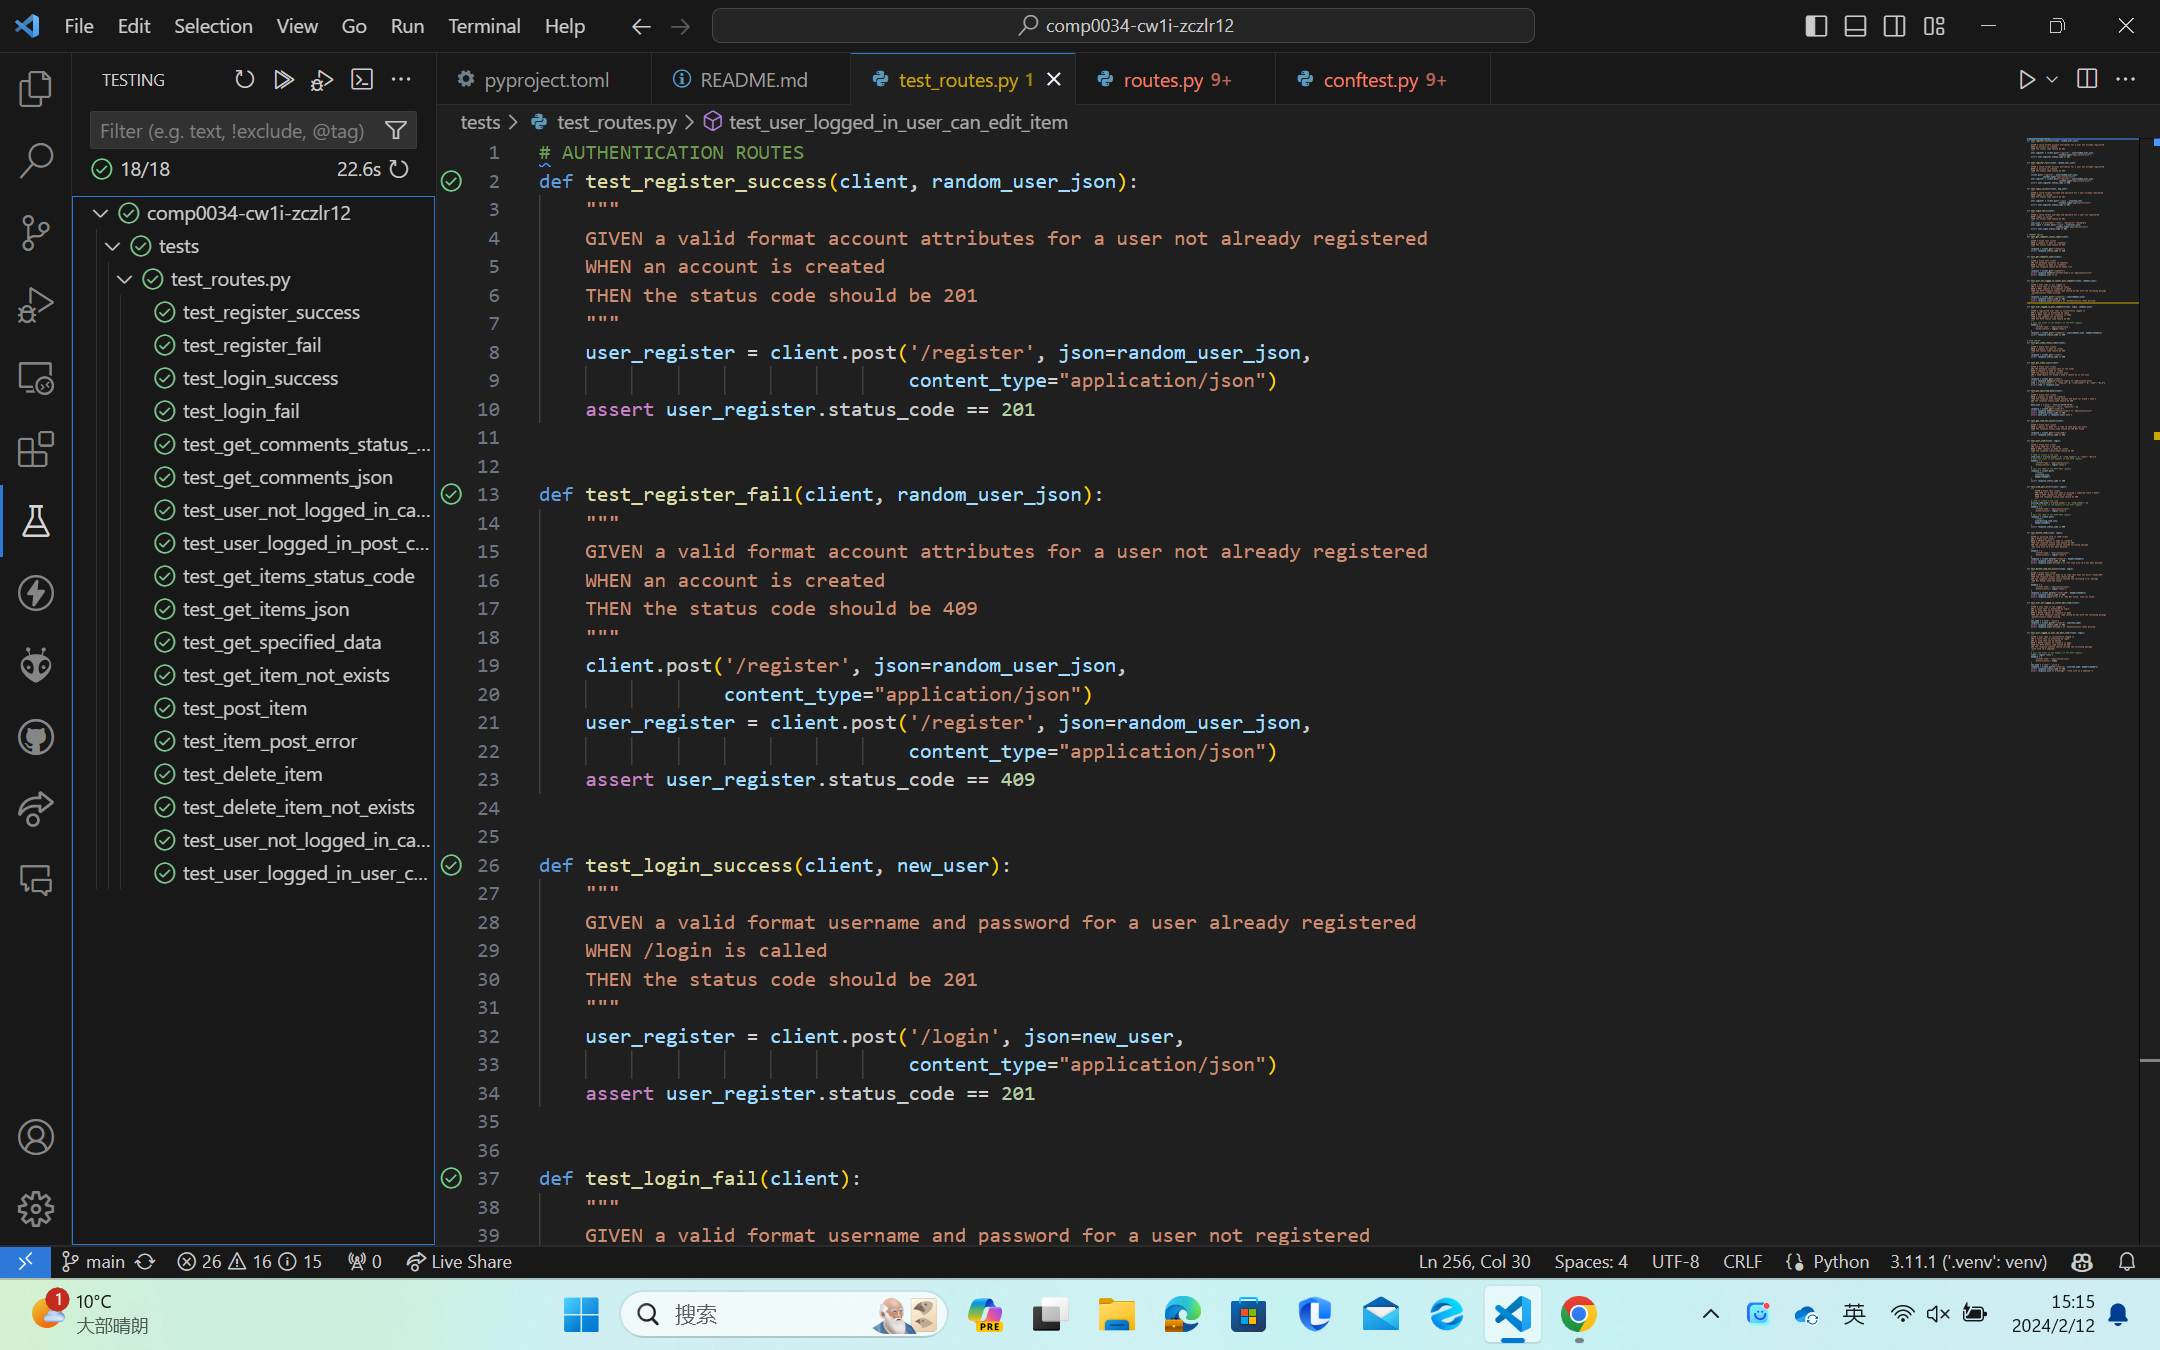 File Edit Selection View Go Run Terminal Help
comp0034-cw1i-zczlr12
TESTING
pyproject.toml
README.md
test_routes.py 1
routes.py 9+
conftest.py 9+
Filter (e.g. text, !exclude, @tag)
18/18
22.6s
tests > test_routes.py > test_user_logged_in_user_can_edit_item
comp0034-cw1i-zczlr12
tests
test_routes.py
test_register_success
test_register_fail
test_login_success
test_login_fail
test_get_comments_status_...
test_get_comments_json
test_user_not_logged_in_ca...
test_user_logged_in_post_c...
test_get_items_status_code
test_get_items_json
test_get_specified_data
test_get_item_not_exists
test_post_item
test_item_post_error
test_delete_item
test_delete_item_not_exists
test_user_not_logged_in_ca...
test_user_logged_in_user_c...
1 # AUTHENTICATION ROUTES
2 def test_register_success(client, random_user_json):
3 """
4 GIVEN a valid format account attributes for a user not already registered
5 WHEN an account is created
6 THEN the status code should be 201
7 """
8 user_register = client.post('/register', json=random_user_json,
9 content_type="application/json")
10 assert user_register.status_code == 201
11
12
13 def test_register_fail(client, random_user_json):
14 """
15 GIVEN a valid format account attributes for a user not already registered
16 WHEN an account is created
17 THEN the status code should be 409
18 """
19 client.post('/register', json=random_user_json,
20 content_type="application/json")
21 user_register = client.post('/register', json=random_user_json,
22 content_type="application/json")
23 assert user_register.status_code == 409
24
25
26 def test_login_success(client, new_user):
27 """
28 GIVEN a valid format username and password for a user already registered
29 WHEN /login is called
30 THEN the status code should be 201
31 """
32 user_register = client.post('/login', json=new_user,
33 content_type="application/json")
34 assert user_register.status_code == 201
35
36
37 def test_login_fail(client):
38 """
39 GIVEN a valid format username and password for a user not registered
main 26 16 15 0 Live Share
Ln 256, Col 30 Spaces: 4 UTF-8 CRLF Python 3.11.1 ('.venv': venv)
1
10°C
大部晴朗
搜索
PRE
英
15:15
2024/2/12